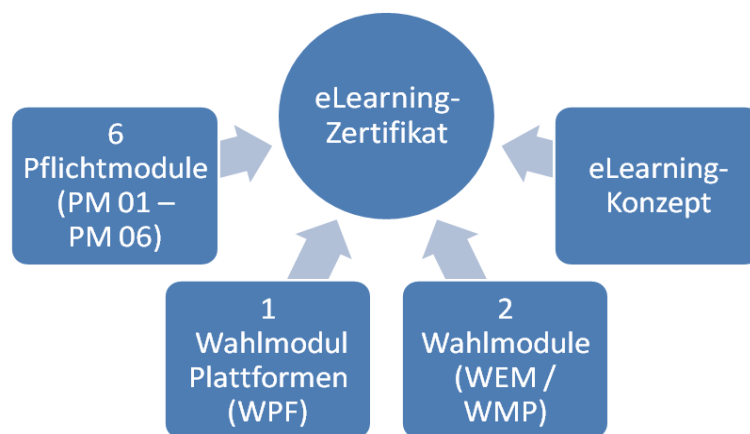 eLearning-
Zertifikat
6
Pflichtmodule
(PM 01 –
PM 06)
eLearning-
Konzept
1
Wahlmodul
Plattformen
(WPF)
2
Wahlmodule
(WEM /
WMP)